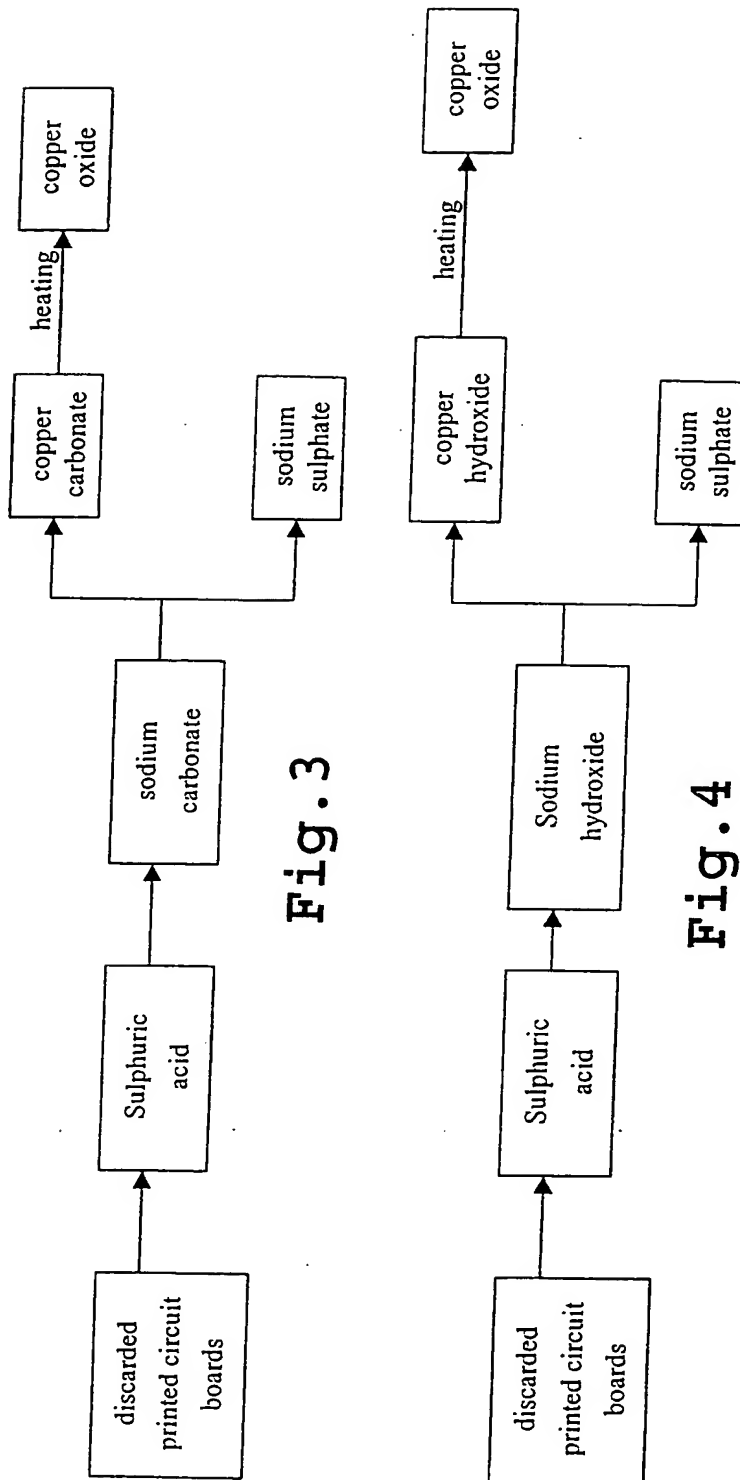 discarded
printed circuit
boards
Sulphuric
acid
sodium
carbonate
copper
carbonate
heating
copper
oxide
sodium
sulphate
Fig.3
discarded
printed circuit
boards
Sulphuric
acid
Sodium
hydroxide
copper
hydroxide
heating
copper
oxide
sodium
sulphate
Fig.4